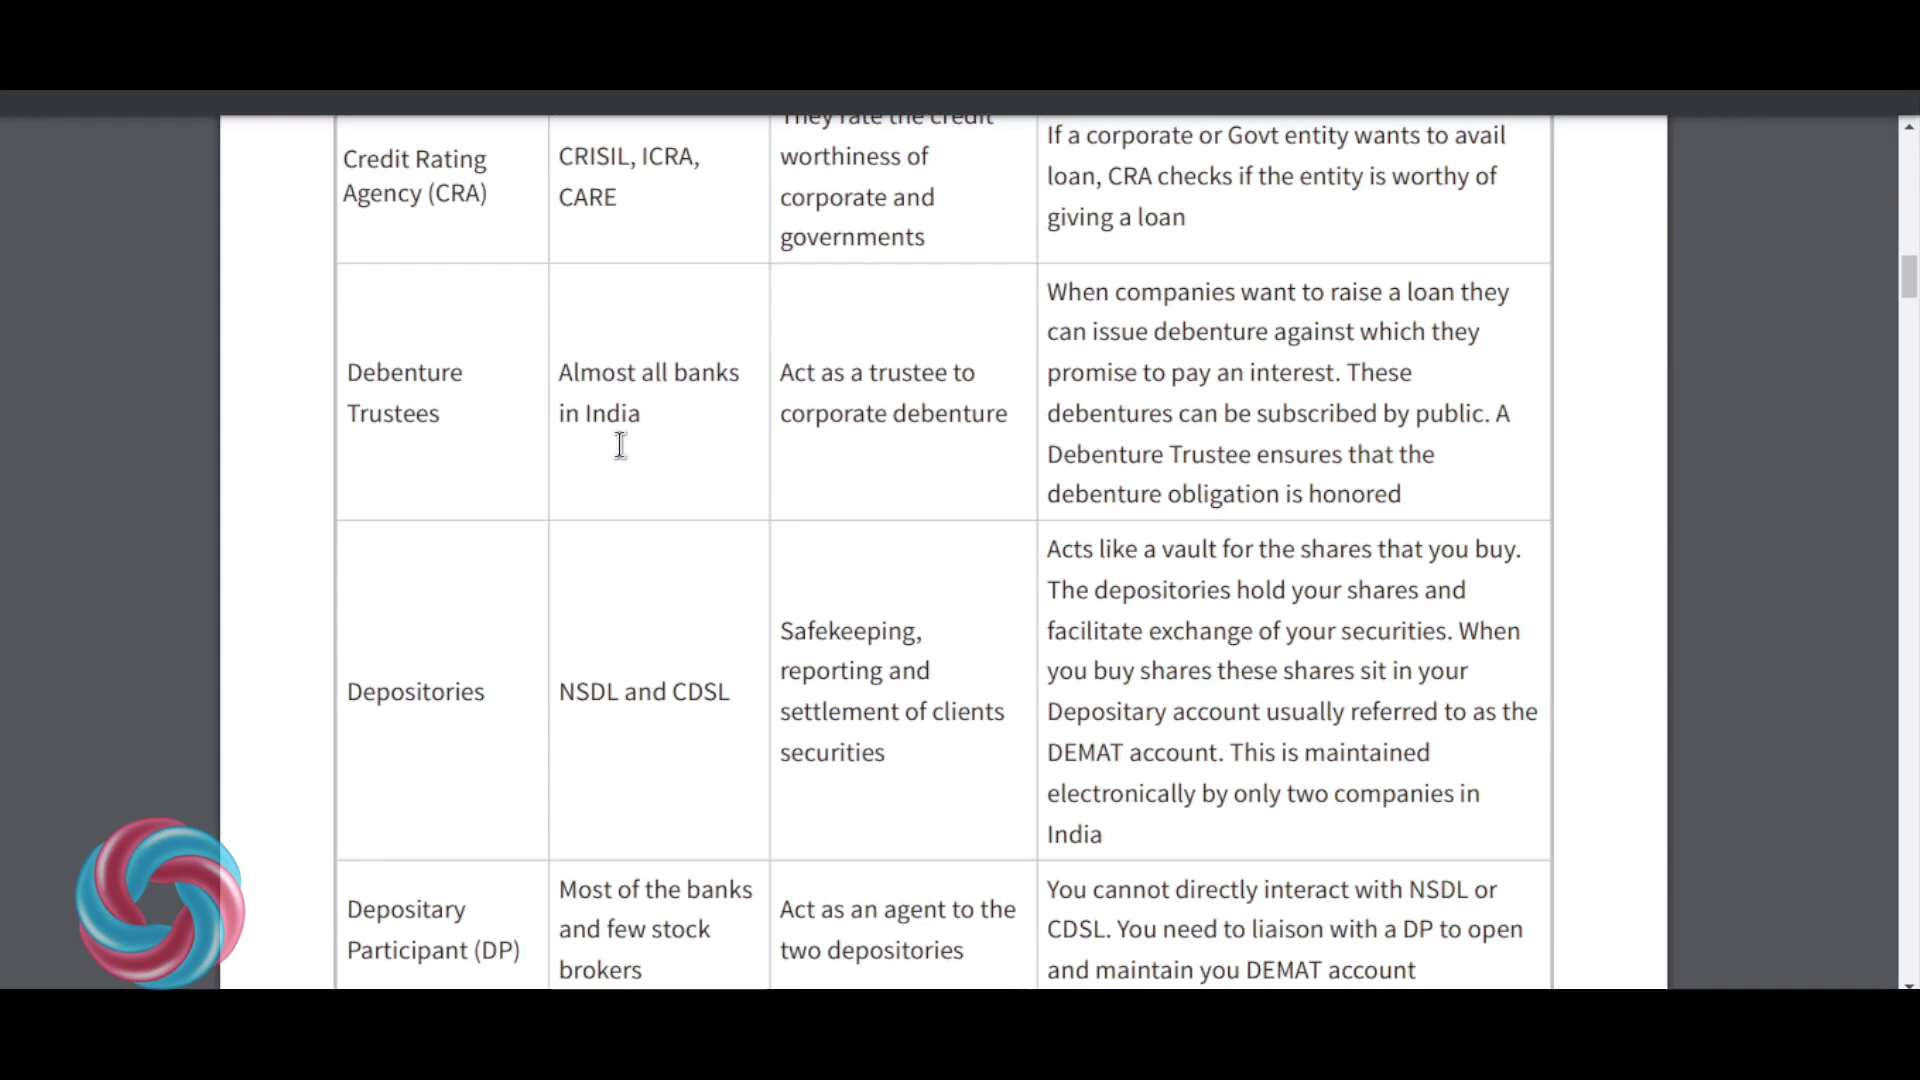 Credit Rating
Agency (CRA)
CRISIL, ICRA,
CARE
They rate the credit
worthiness of
corporate and
governments
If a corporate or Govt entity wants to avail
loan, CRA checks if the entity is worthy of
giving a loan
Debenture
Trustees
Almost all banks
in India
Act as a trustee to
corporate debenture
When companies want to raise a loan they
can issue debenture against which they
promise to pay an interest. These
debentures can be subscribed by public. A
Debenture Trustee ensures that the
debenture obligation is honored
Depositories
NSDL and CDSL
Safekeeping,
reporting and
settlement of clients
securities
Acts like a vault for the shares that you buy.
The depositories hold your shares and
facilitate exchange of your securities. When
you buy shares these shares sit in your
Depositary account usually referred to as the
DEMAT account. This is maintained
electronically by only two companies in
India
Depositary
Participant (DP)
Most of the banks
and few stock
brokers
Act as an agent to the
two depositories
You cannot directly interact with NSDL or
CDSL. You need to liaison with a DP to open
and maintain you DEMAT account